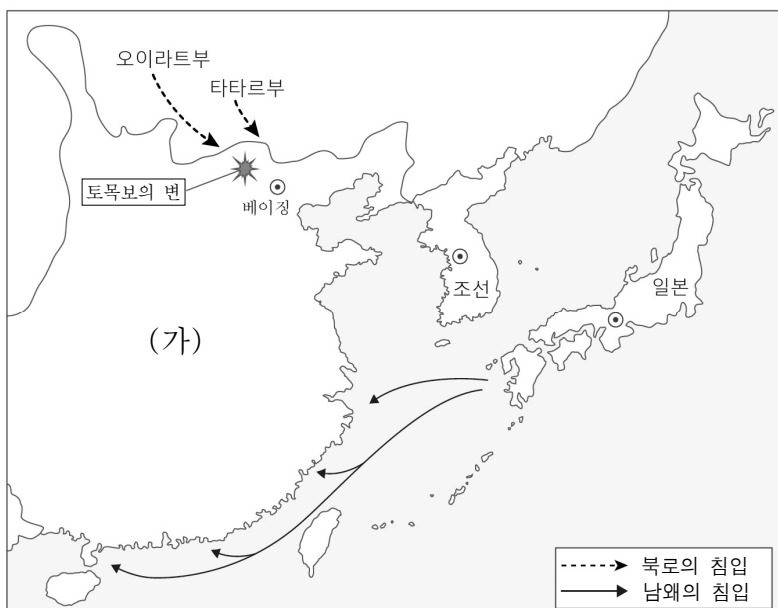 오이라트부
타타르부
토목보의 변
베이징
조선
일본
(가)
북로의 침입
남왜의 침입